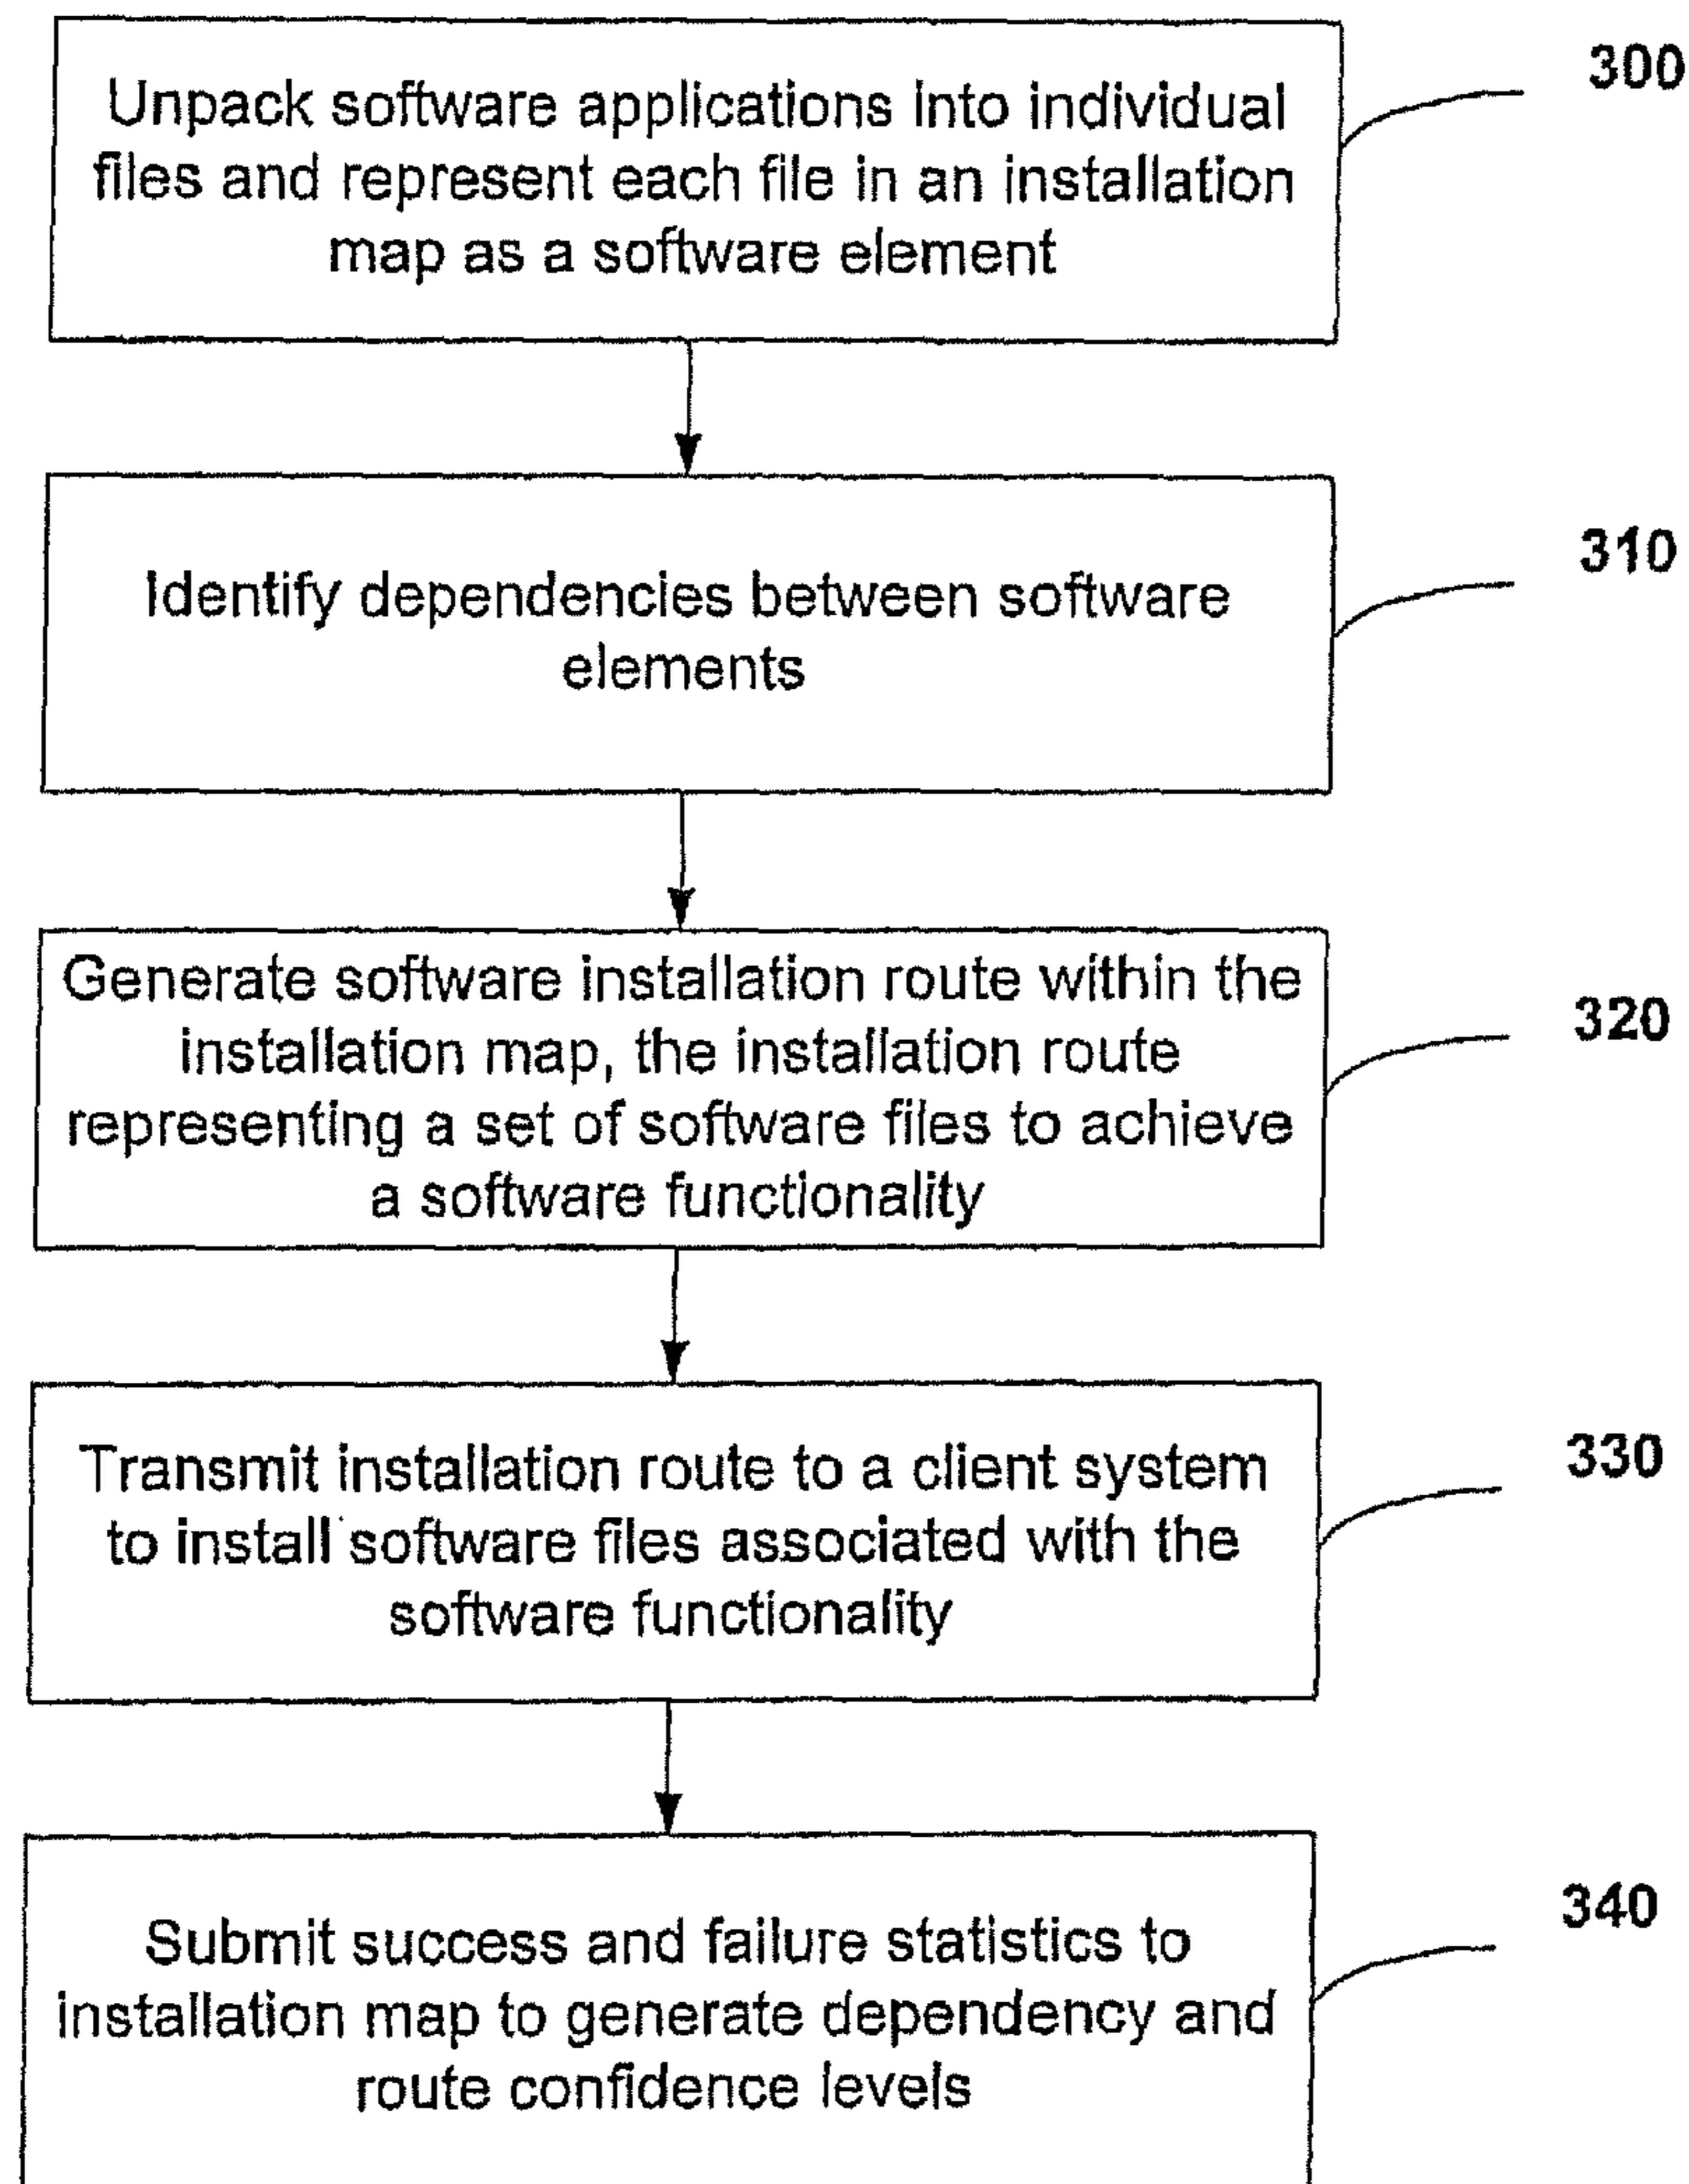 Unpack software applications into individual
files and represent each file in an installation
map as a software element
300
Identify dependencies between software
elements
310
Generate software installation route within the
installation map, the installation route
representing a set of software files to achieve
a software functionality
320
Transmit installation route to a client system
to install software files associated with the
software functionality
330
Submit success and failure statistics to
installation map to generate dependency and
route confidence levels
340